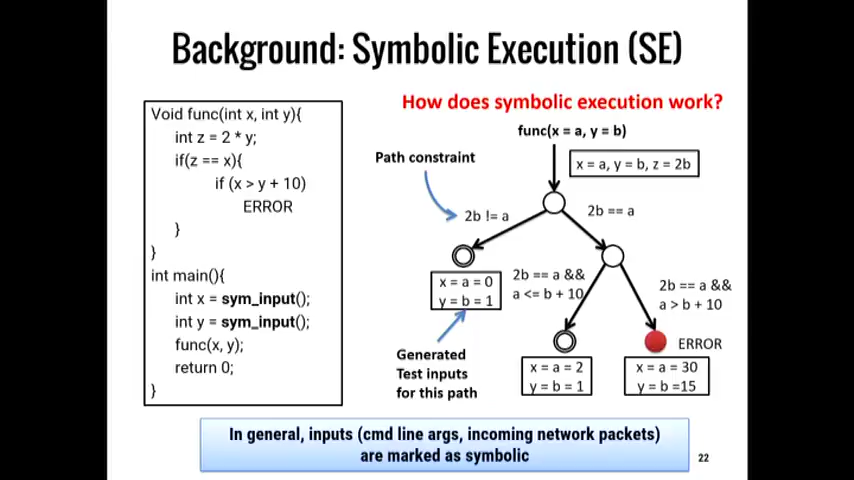 Background: Symbolic Execution (SE)
Void func(int x, int y){
int z = 2 * y;
if(z == x){
if (x > y + 10)
ERROR
}
}
int main(){
int x = sym_input();
int y = sym_input();
func(x, y);
return 0;
}
How does symbolic execution work?
func(x = a, y = b)
Path constraint
x = a, y = b, z = 2b
2b != a
2b == a
x = a = 0
y = b = 1
2b == a &&
a <= b + 10
2b == a &&
a > b + 10
ERROR
Generated
Test inputs
for this path
x = a = 2
y = b = 1
x = a = 30
y = b =15
In general, inputs (cmd line args, incoming network packets)
are marked as symbolic
22